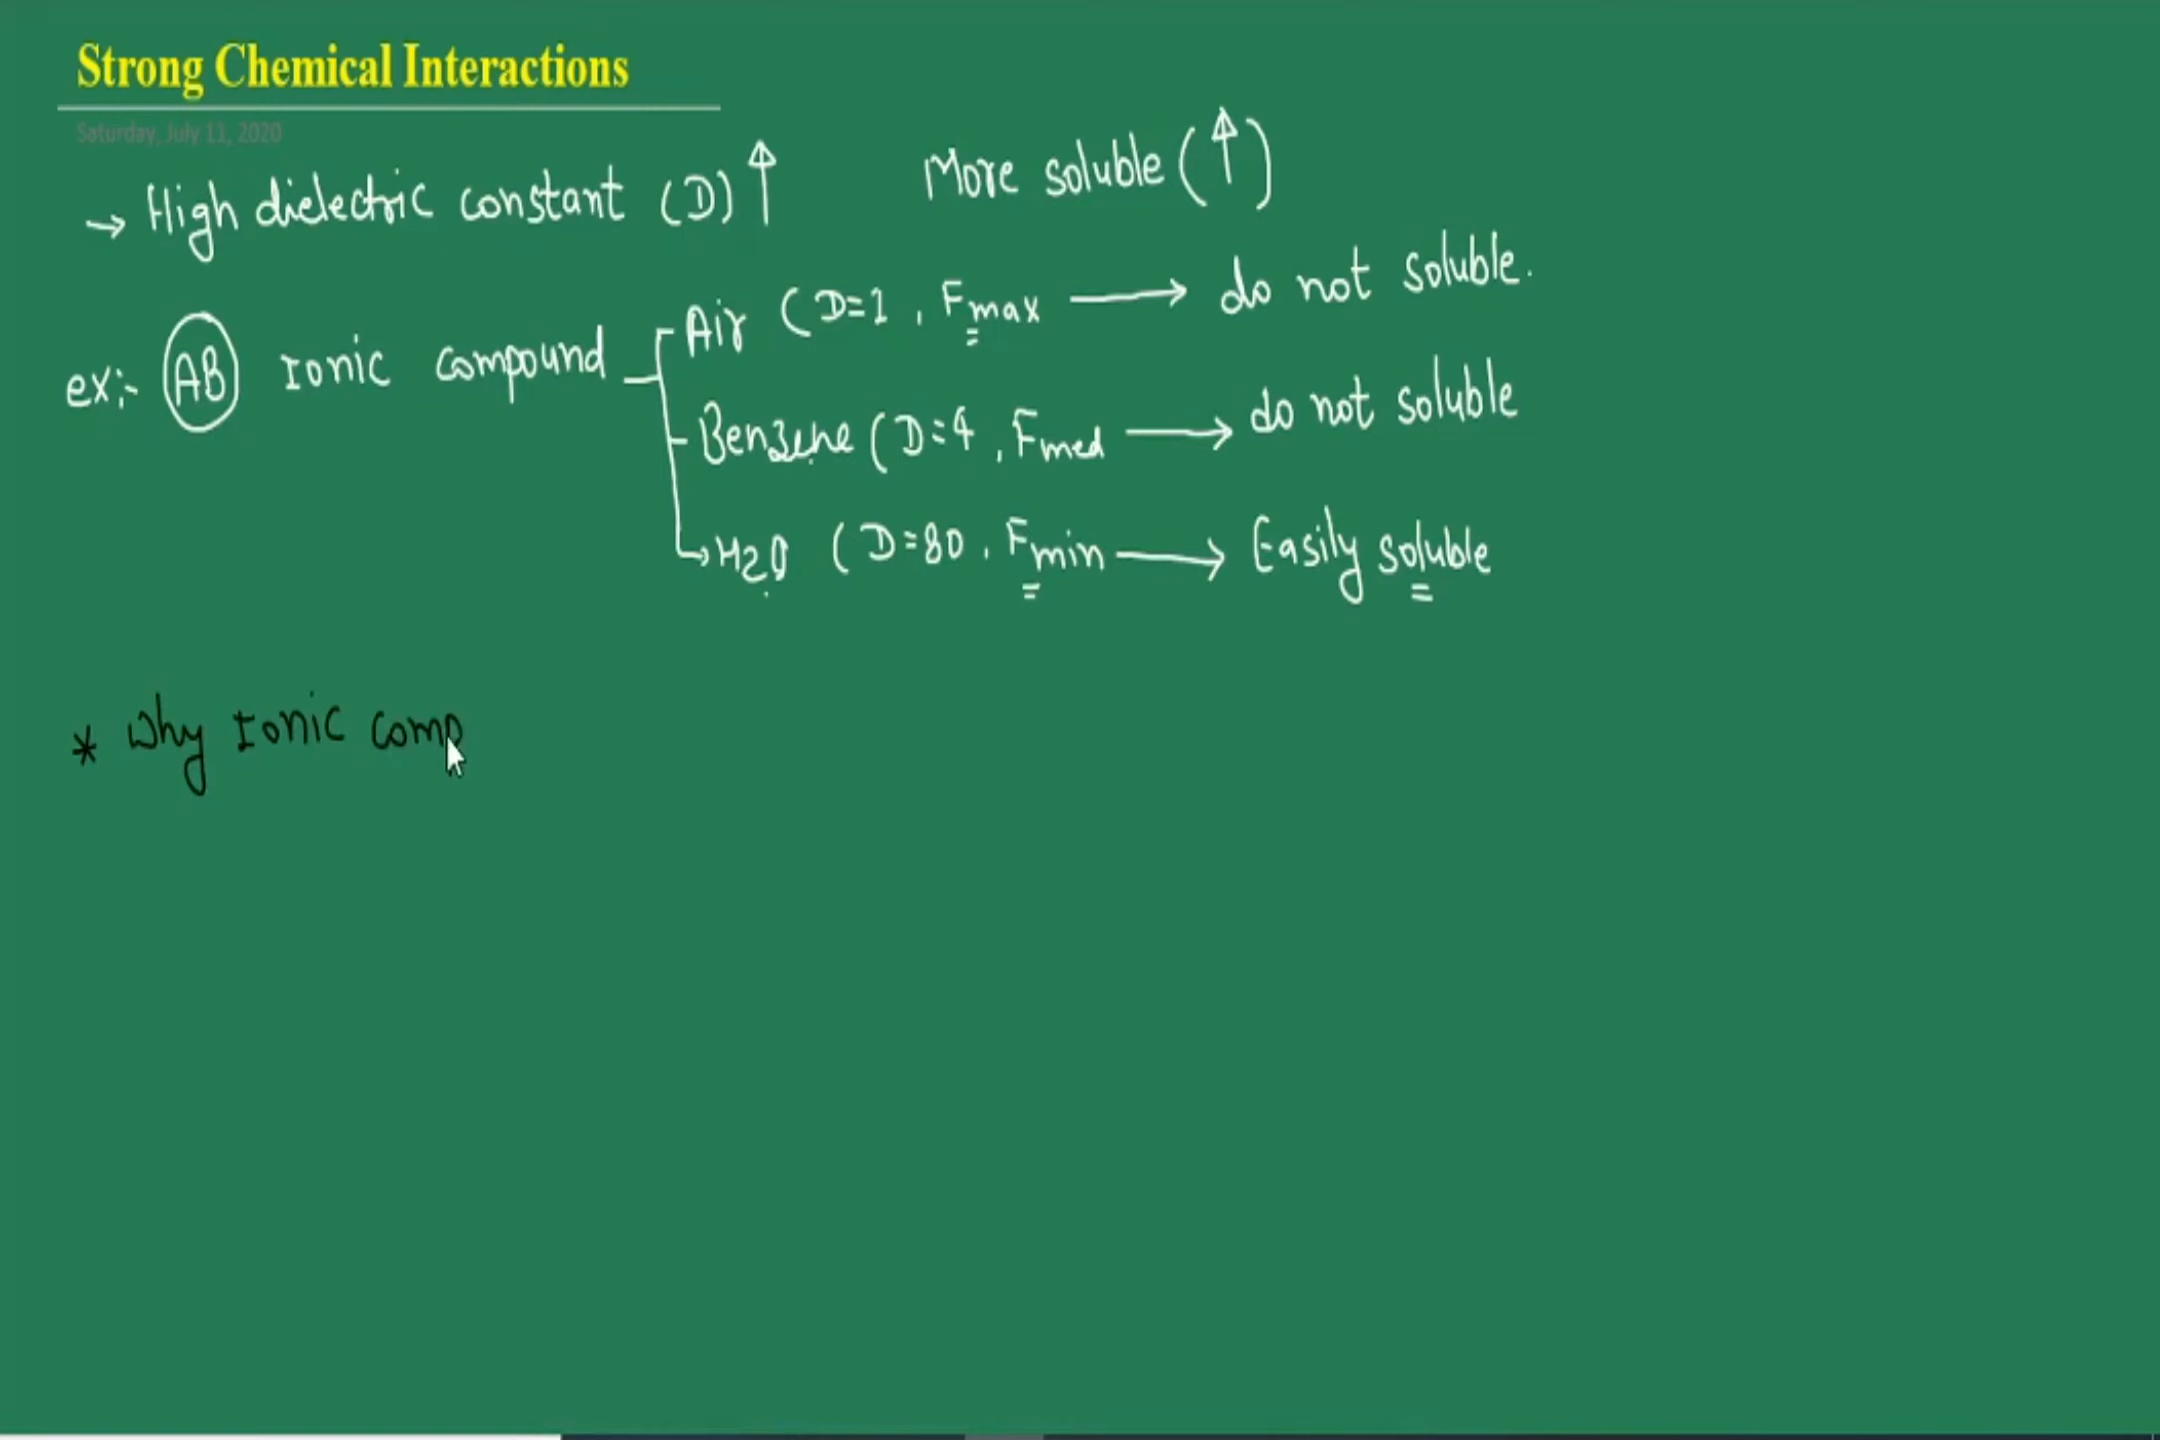 Strong Chemical Interactions
Saturday, July 11, 2020
→ High dielectric constant (D) ↑ More soluble (↑)
ex:- AB Ionic compound
Air (D=1, Fmax ⟶ do not soluble.
Benzene (D=4, Fmed ⟶ do not soluble
→ H2O (D=80, Fmin ⟶ Easily soluble
* Why Ionic comp